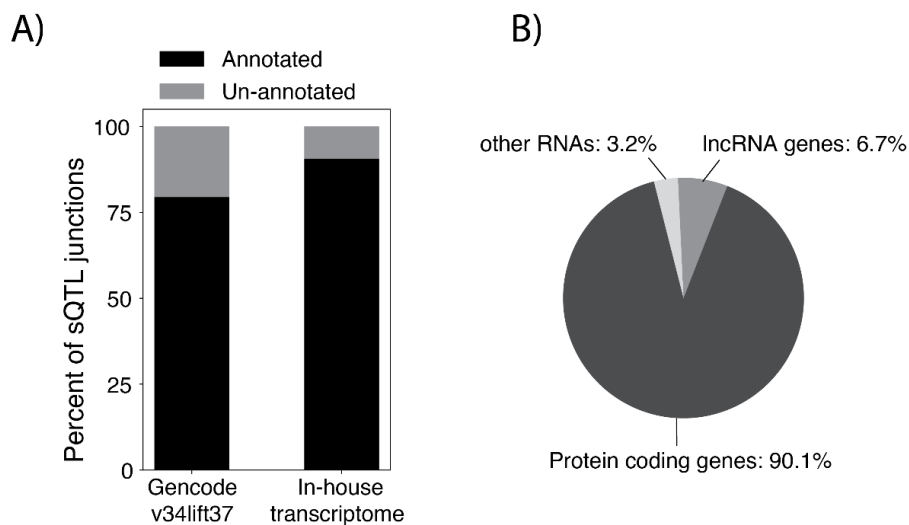 A)
Annotated
Un-annotated
Percent of sQTL junctions
100
75
50
25
0
Gencode
v34lift37
In-house
transcriptome
B)
other RNAs: 3.2%
lncRNA genes: 6.7%
Protein coding genes: 90.1%